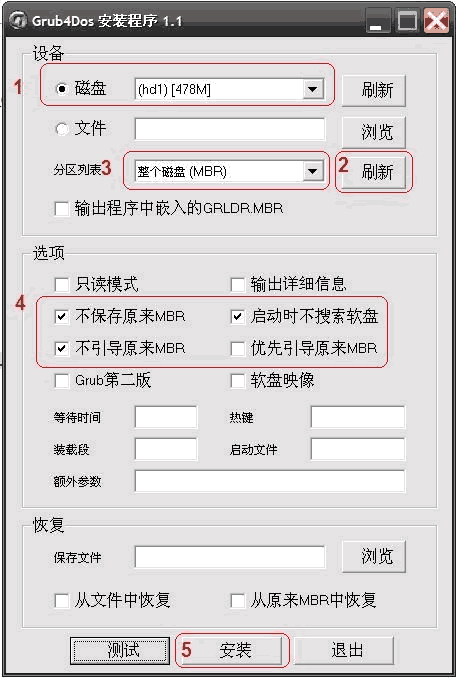 Grub4Dos 安装程序 1.1
设备
1 磁盘 (hd1) [478M] 刷新
文件 浏览
分区列表 3 整个磁盘 (MBR) 2 刷新
输出程序中嵌入的GRLDR.MBR
选项
只读模式 输出详细信息
4 不保存原来MBR 启动时不搜索软盘
不引导原来MBR 优先引导原来MBR
Grub第二版 软盘映像
等待时间 热键
装载段 启动文件
额外参数
恢复
保存文件 浏览
从文件中恢复 从原来MBR中恢复
测试 5 安装 退出